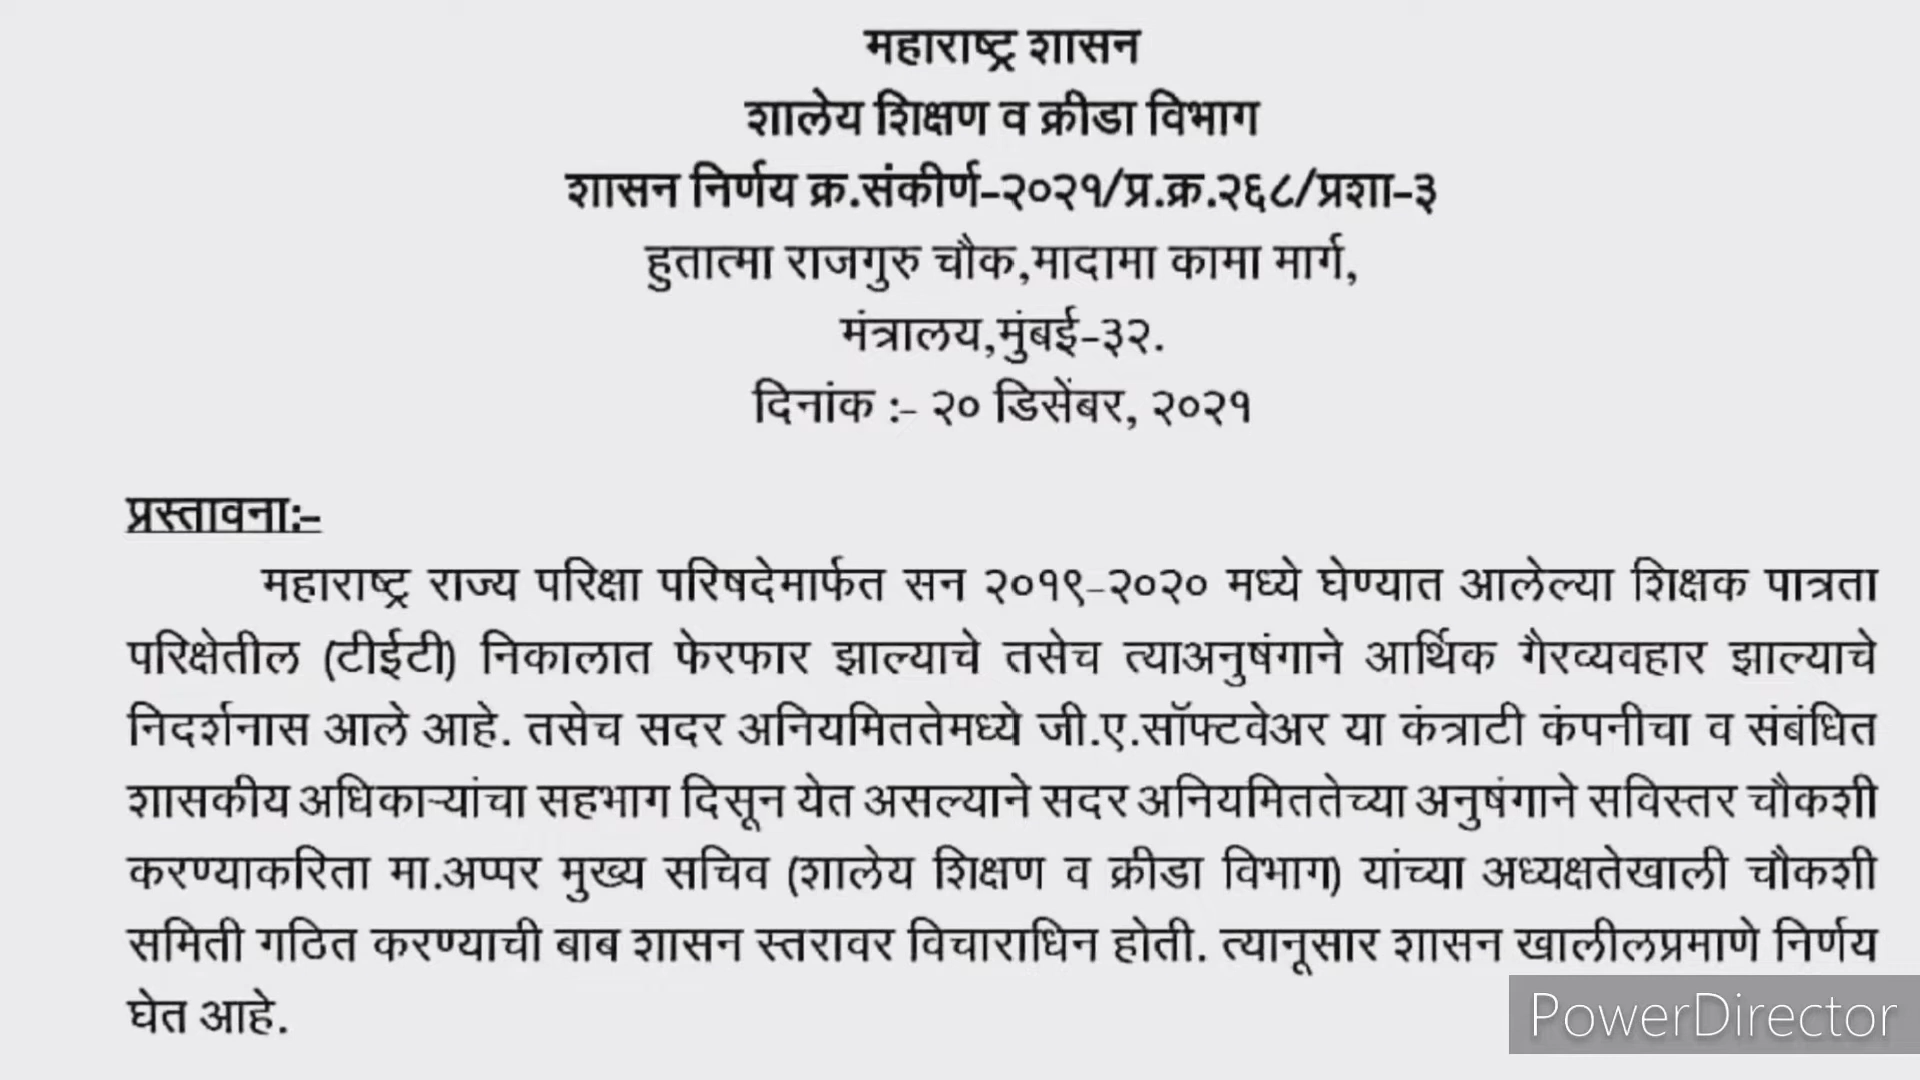 महाराष्ट्र शासन
शालेय शिक्षण व क्रीडा विभाग
शासन निर्णय क्र.संकीर्ण-२०२१/प्र.क्र.२६८/प्रशा-३
हुतात्मा राजगुरु चौक,मादामा कामा मार्ग,
मंत्रालय,मुंबई-३२.
दिनांक :- २० डिसेंबर, २०२१
प्रस्तावना:-
महाराष्ट्र राज्य परिक्षा परिषदेमार्फत सन २०१९-२०२० मध्ये घेण्यात आलेल्या शिक्षक पात्रता
परिक्षेतील (टीईटी) निकालात फेरफार झाल्याचे तसेच त्याअनुषंगाने आर्थिक गैरव्यवहार झाल्याचे
निदर्शनास आले आहे. तसेच सदर अनियमिततेमध्ये जी.ए.सॉफ्टवेअर या कंत्राटी कंपनीचा व संबंधित
शासकीय अधिकाऱ्यांचा सहभाग दिसून येत असल्याने सदर अनियमिततेच्या अनुषंगाने सविस्तर चौकशी
करण्याकरिता मा.अप्पर मुख्य सचिव (शालेय शिक्षण व क्रीडा विभाग) यांच्या अध्यक्षतेखाली चौकशी
समिती गठित करण्याची बाब शासन स्तरावर विचाराधिन होती. त्यानूसार शासन खालीलप्रमाणे निर्णय
घेत आहे.
PowerDirector